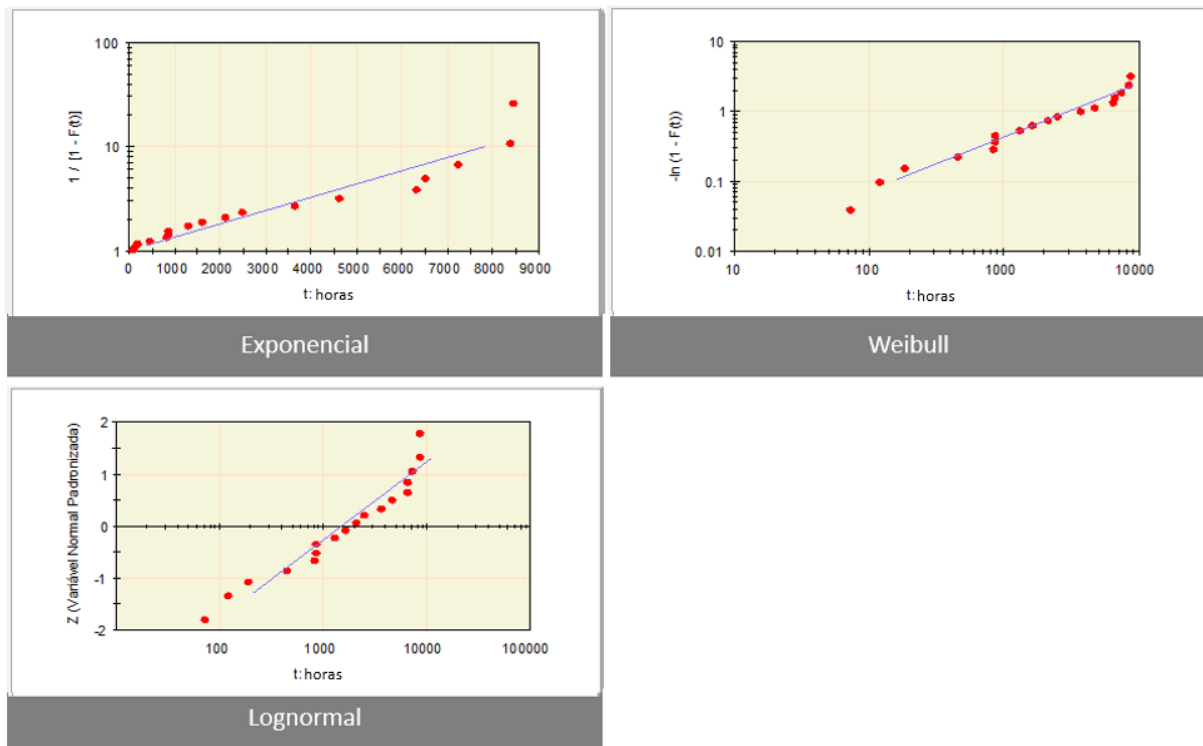 100
10
1
1 / [1 - F(t)]
0 1000 2000 3000 4000 5000 6000 7000 8000 9000
t: horas
Exponencial
10
1
0.1
0.01
-ln (1 - F(t))
10 100 1000 10000
t: horas
Weibull
2
1
0
-1
-2
Z (Variável Normal Padronizada)
100 1000 10000 100000
t: horas
Lognormal